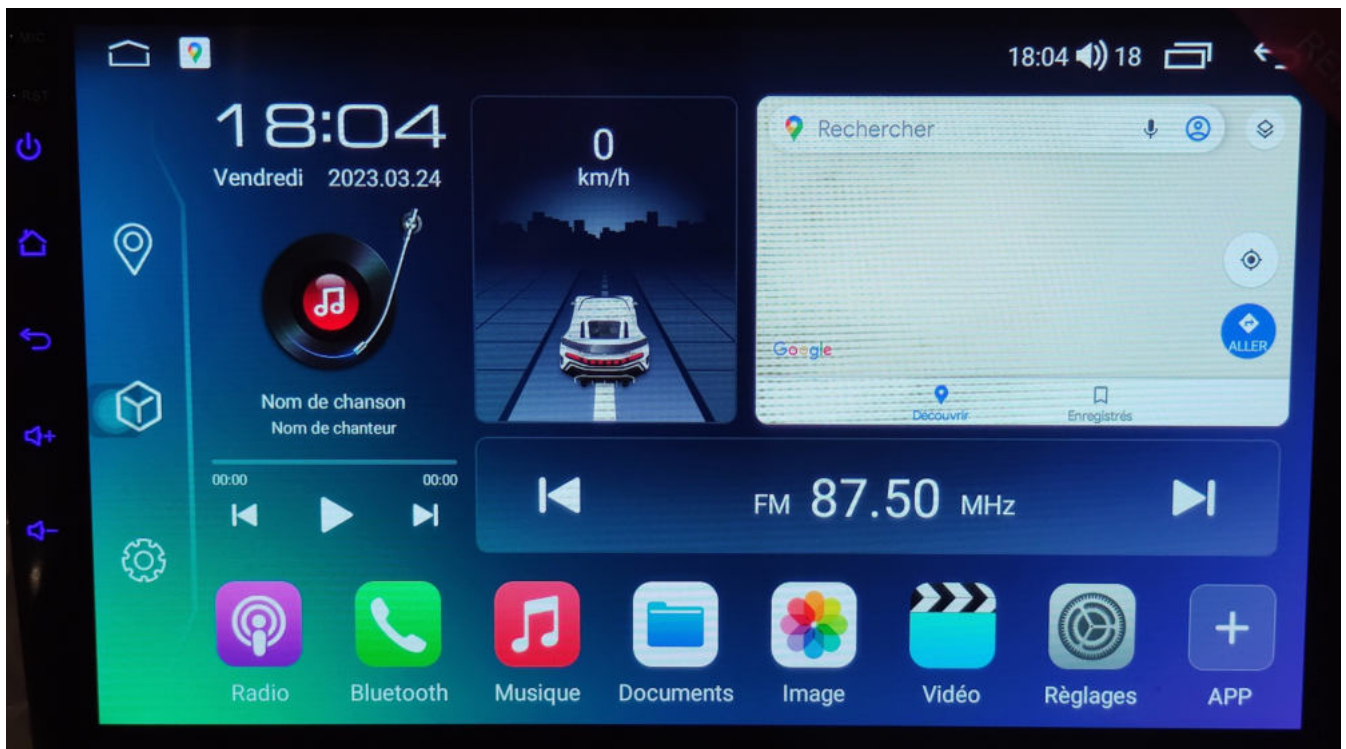 MIC
18:04 18
RST
18:04
Vendredi 2023.03.24
0
km/h
Rechercher
Google
ALLER
Découvrir
Enregistrés
Nom de chanson
Nom de chanteur
00:00 00:00
FM 87.50 MHz
Radio
Bluetooth
Musique
Documents
Image
Vidéo
Règlages
APP